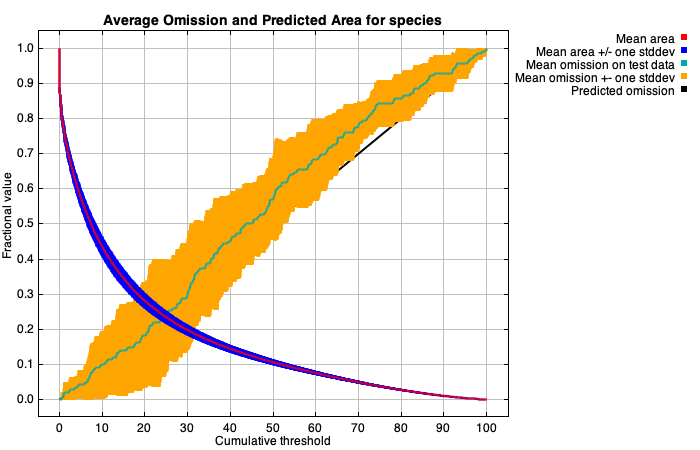 Average Omission and Predicted Area for species
Mean area
Mean area +/- one stddev
Mean omission on test data
Mean omission +- one stddev
Predicted omission
Fractional value
1.0
0.9
0.8
0.7
0.6
0.5
0.4
0.3
0.2
0.1
0.0
0 10 20 30 40 50 60 70 80 90 100
Cumulative threshold